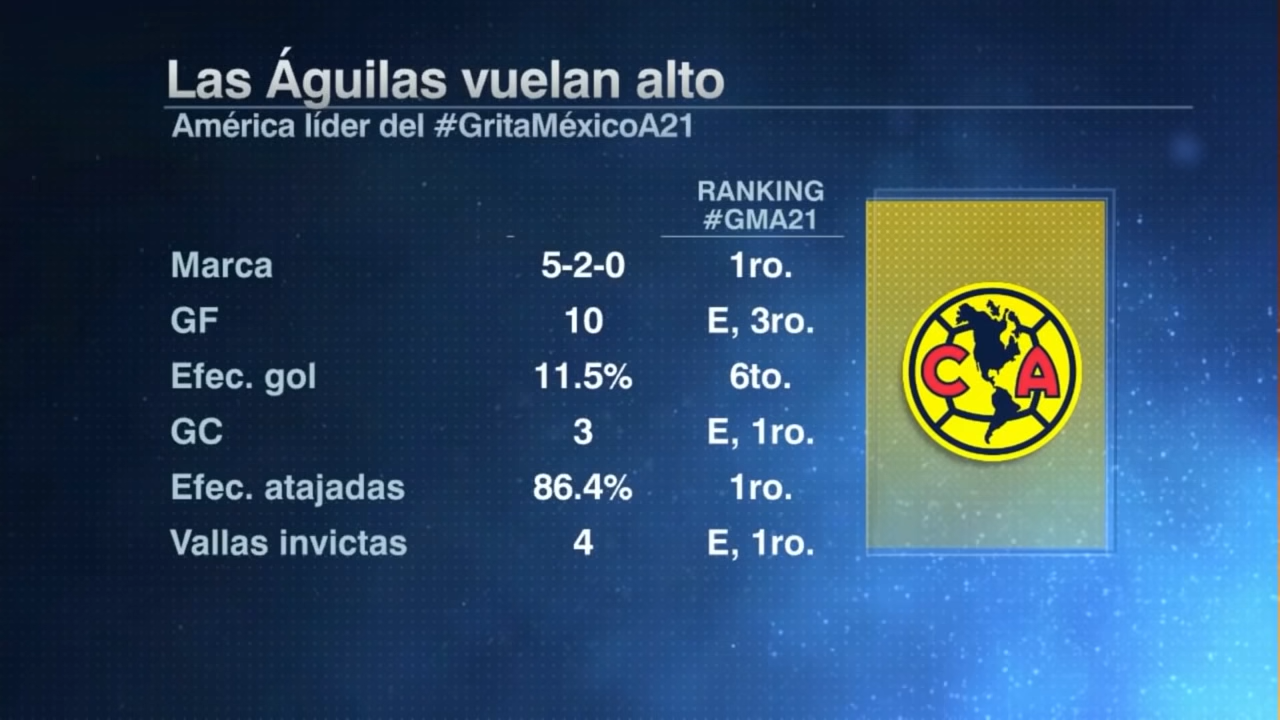 Las Águilas vuelan alto
América líder del #GritaMéxicoA21
RANKING
#GMA21
Marca 5-2-0 1ro.
GF 10 E, 3ro.
Efec. gol 11.5% 6to.
GC 3 E, 1ro.
Efec. atajadas 86.4% 1ro.
Vallas invictas 4 E, 1ro.
C A